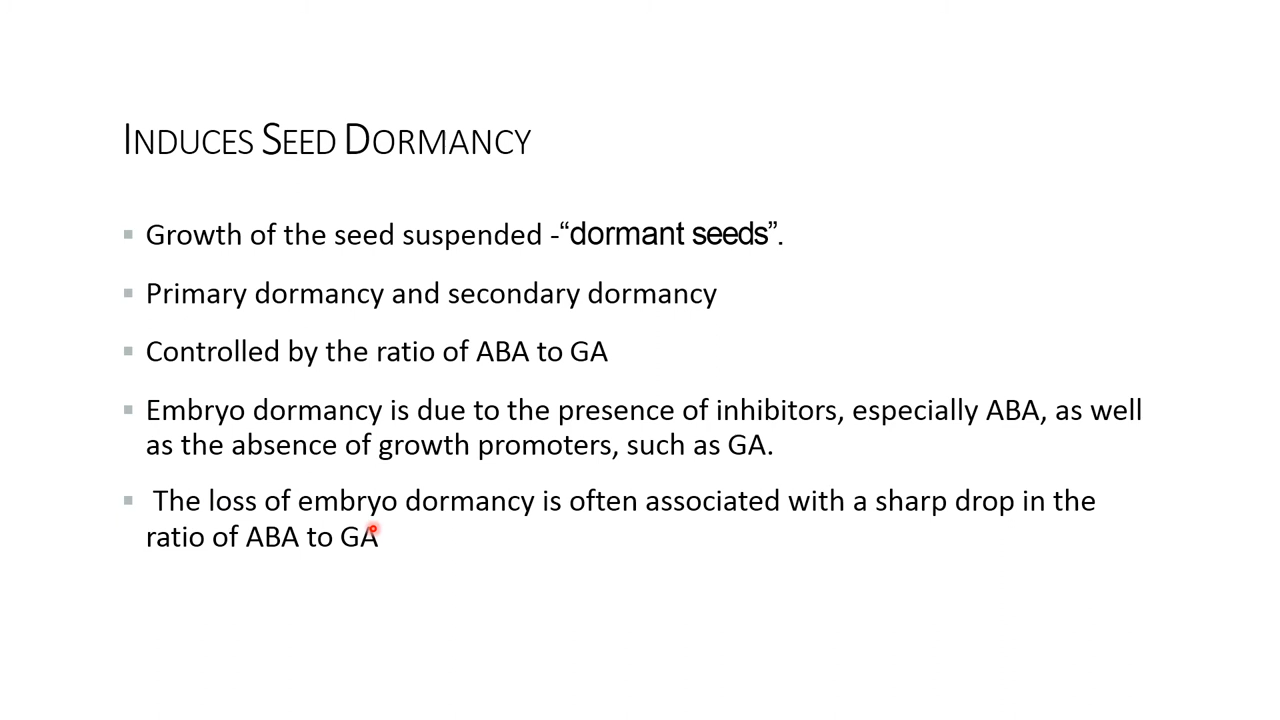 INDUCES SEED DORMANCY
Growth of the seed suspended -“dormant seeds”.
Primary dormancy and secondary dormancy
Controlled by the ratio of ABA to GA
Embryo dormancy is due to the presence of inhibitors, especially ABA, as well
as the absence of growth promoters, such as GA.
The loss of embryo dormancy is often associated with a sharp drop in the
ratio of ABA to GA